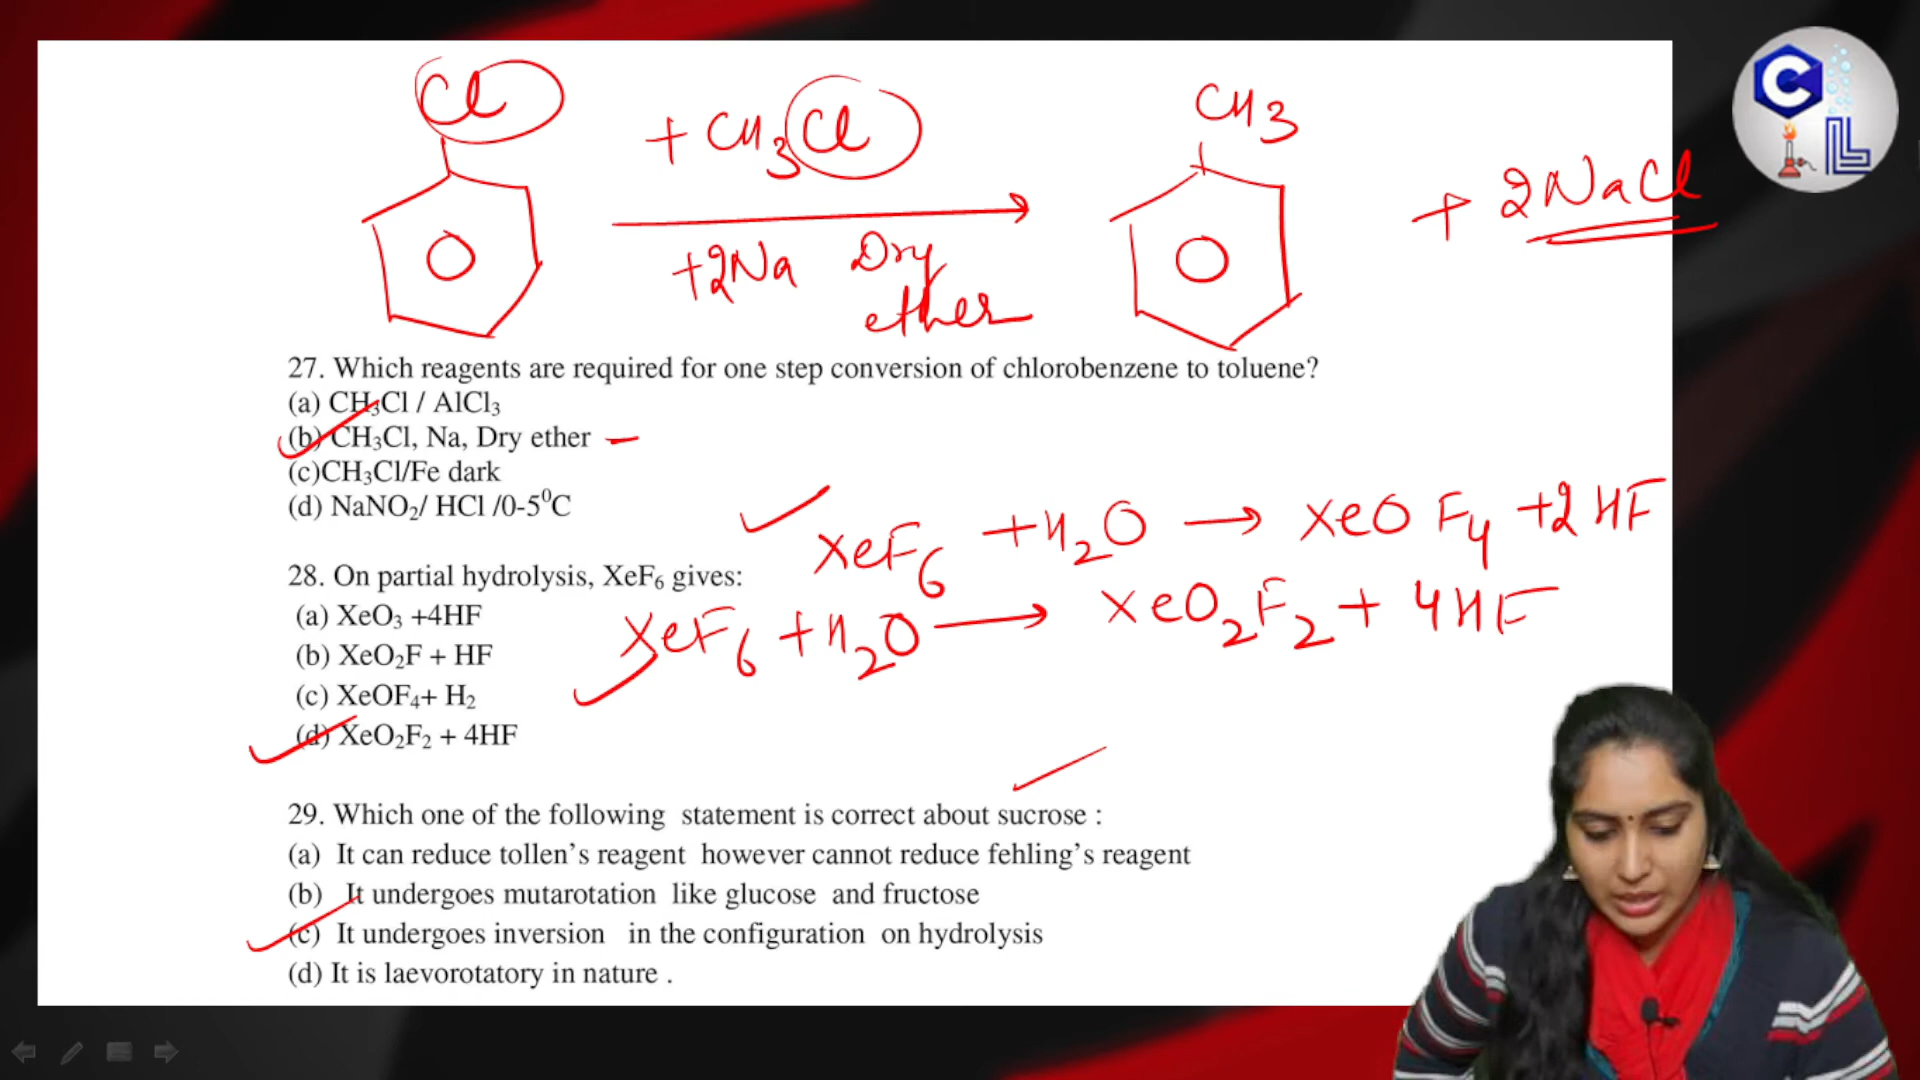 Cl
+ CH3Cl
CH3
+ 2NaCl
+2Na Dry ether
27. Which reagents are required for one step conversion of chlorobenzene to toluene?
(a) CH₃Cl / AlCl₃
(b) CH₃Cl, Na, Dry ether
(c)CH₃Cl/Fe dark
(d) NaNO₂/ HCl /0-5⁰C
XeF6 + H2O → XeOF4 + 2HF
28. On partial hydrolysis, XeF₆ gives:
(a) XeO₃ +4HF
XeF6 + H2O → XeO2F2 + 4HF
(b) XeO₂F + HF
(c) XeOF₄+ H₂
(d) XeO₂F₂ + 4HF
29. Which one of the following statement is correct about sucrose :
(a) It can reduce tollen's reagent however cannot reduce fehling's reagent
(b) It undergoes mutarotation like glucose and fructose
(c) It undergoes inversion in the configuration on hydrolysis
(d) It is laevorotatory in nature .
C L